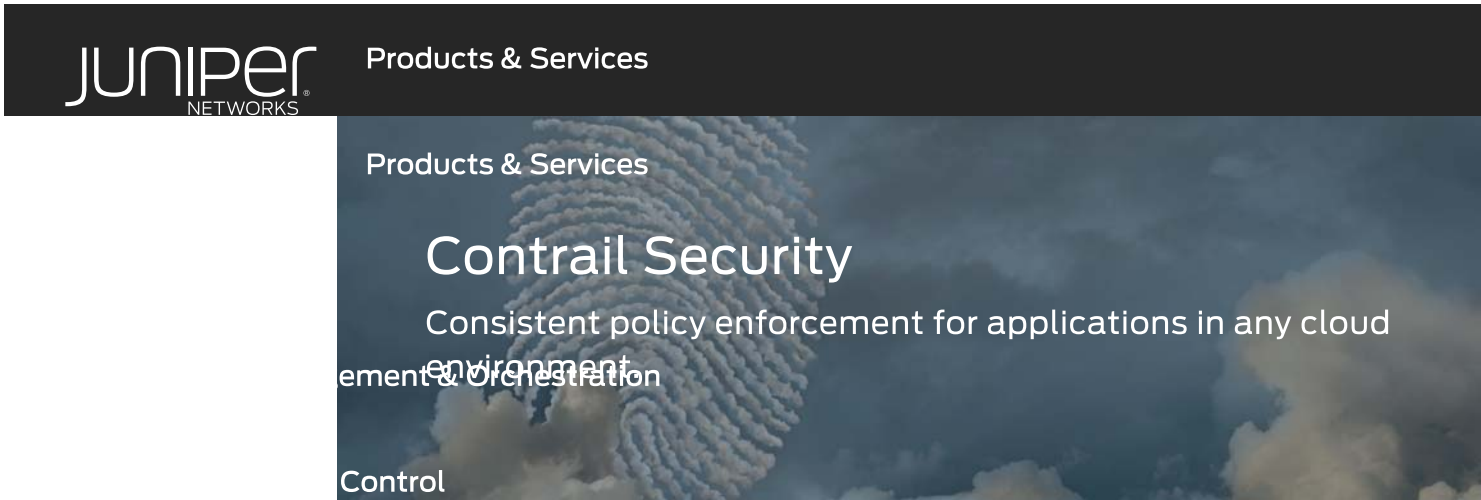 JUNIPER®
NETWORKS
Products & Services
Products & Services
Contrail Security
Consistent policy enforcement for applications in any cloud
environment.
ement & Orchestration
Control